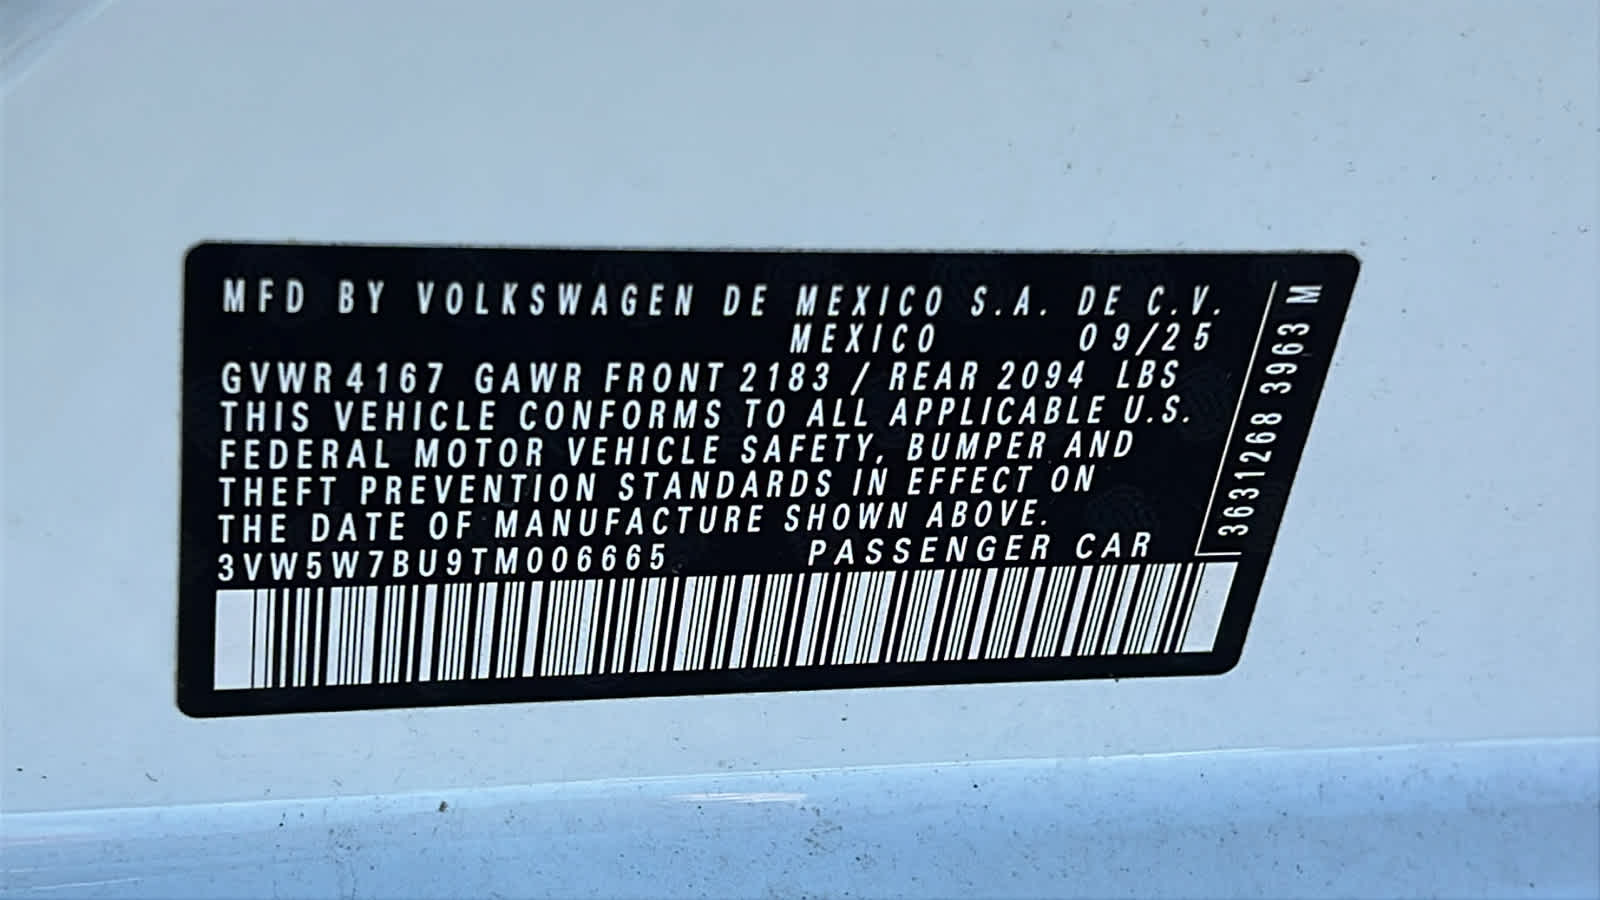 MFD BY VOLKSWAGEN DE MEXICO S.A. DE C.V.
MEXICO 09/25
GVWR 4167 GAWR FRONT 2183 / REAR 2094 LBS
THIS VEHICLE CONFORMS TO ALL APPLICABLE U.S.
FEDERAL MOTOR VEHICLE SAFETY, BUMPER AND
THEFT PREVENTION STANDARDS IN EFFECT ON
THE DATE OF MANUFACTURE SHOWN ABOVE.
3VW5W7BU9TM006665 PASSENGER CAR
3631268 3963 M